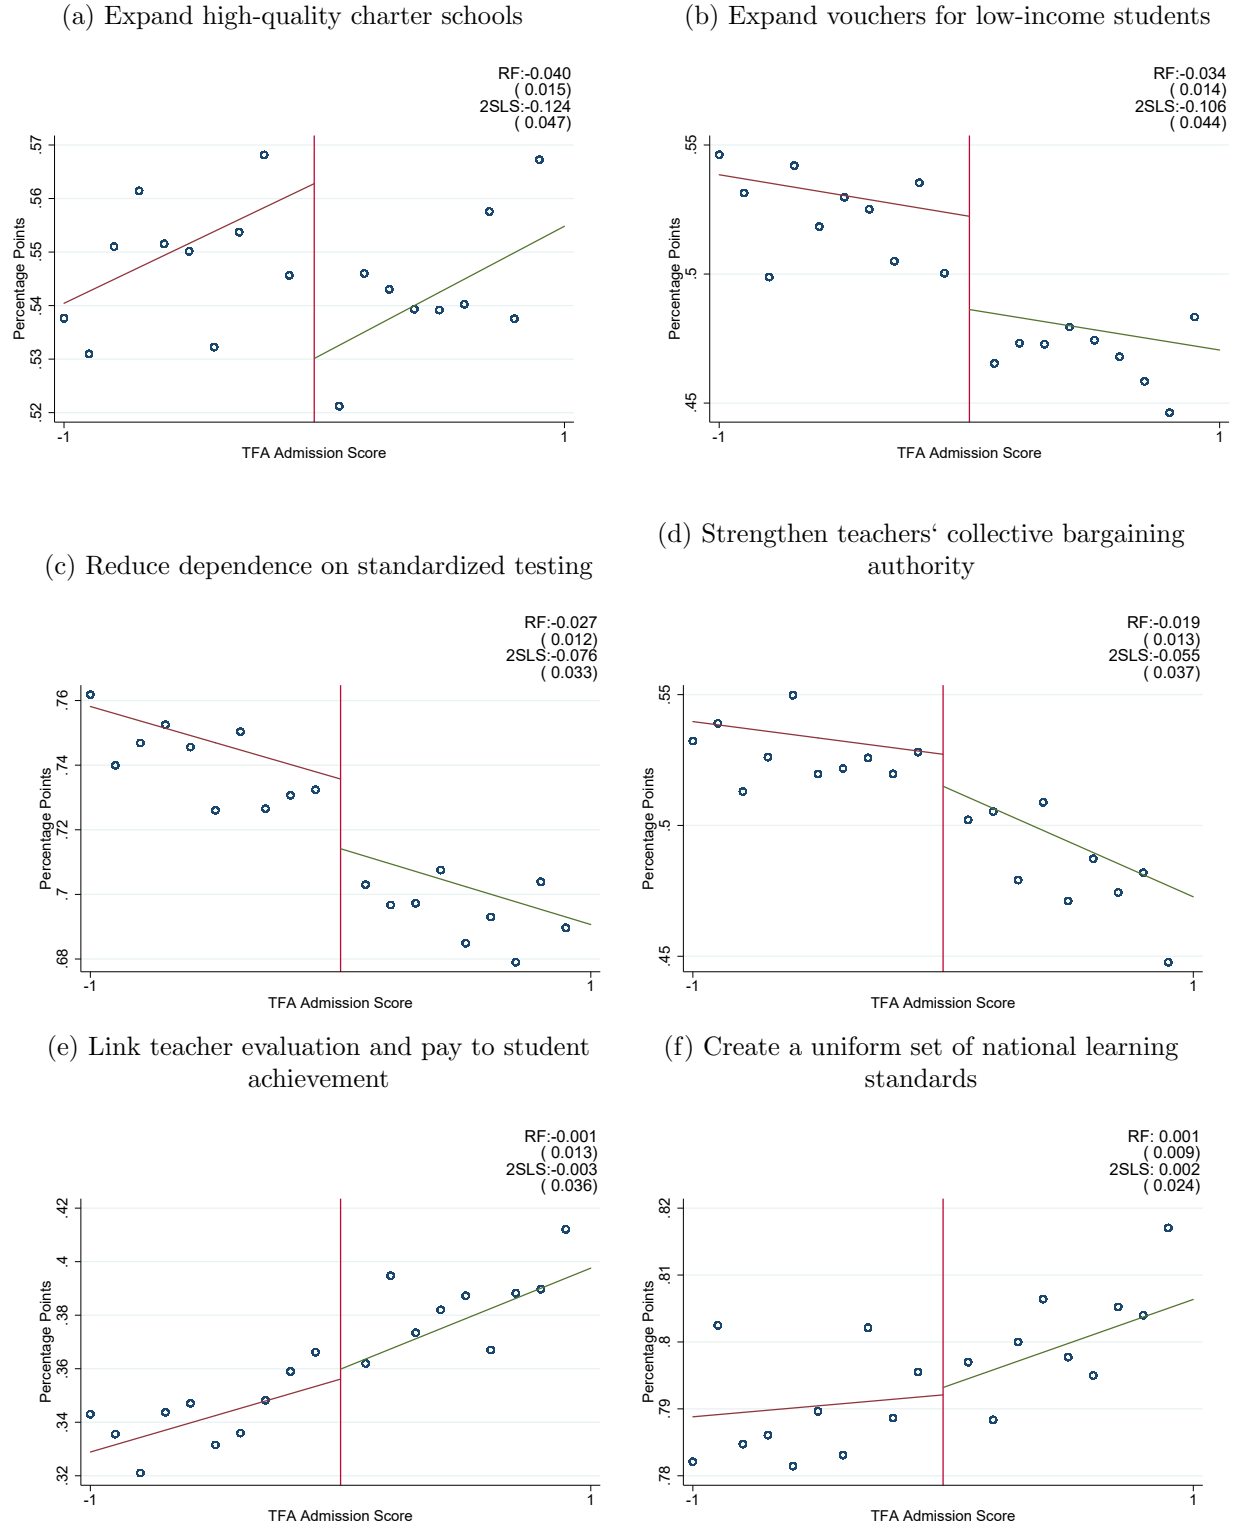 (a) Expand high-quality charter schools
RF:-0.040
( 0.015)
2SLS:-0.124
( 0.047)
.57
.56
.55
.54
.53
.52
Percentage Points
-1
1
TFA Admission Score
(b) Expand vouchers for low-income students
RF:-0.034
( 0.014)
2SLS:-0.106
( 0.044)
.55
.5
.45
Percentage Points
-1
1
TFA Admission Score
(c) Reduce dependence on standardized testing
RF:-0.027
( 0.012)
2SLS:-0.076
( 0.033)
.76
.74
.72
.7
.68
Percentage Points
-1
1
TFA Admission Score
(d) Strengthen teachers‘ collective bargaining
authority
RF:-0.019
( 0.013)
2SLS:-0.055
( 0.037)
.55
.5
.45
Percentage Points
-1
1
TFA Admission Score
(e) Link teacher evaluation and pay to student
achievement
RF:-0.001
( 0.013)
2SLS:-0.003
( 0.036)
.42
.4
.38
.36
.34
.32
Percentage Points
-1
1
TFA Admission Score
(f) Create a uniform set of national learning
standards
RF: 0.001
( 0.009)
2SLS: 0.002
( 0.024)
.82
.81
.8
.79
.78
Percentage Points
-1
1
TFA Admission Score